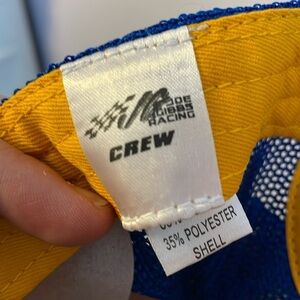 JOE
GIBBS
RACING
CREW
35% POLYESTER
SHELL